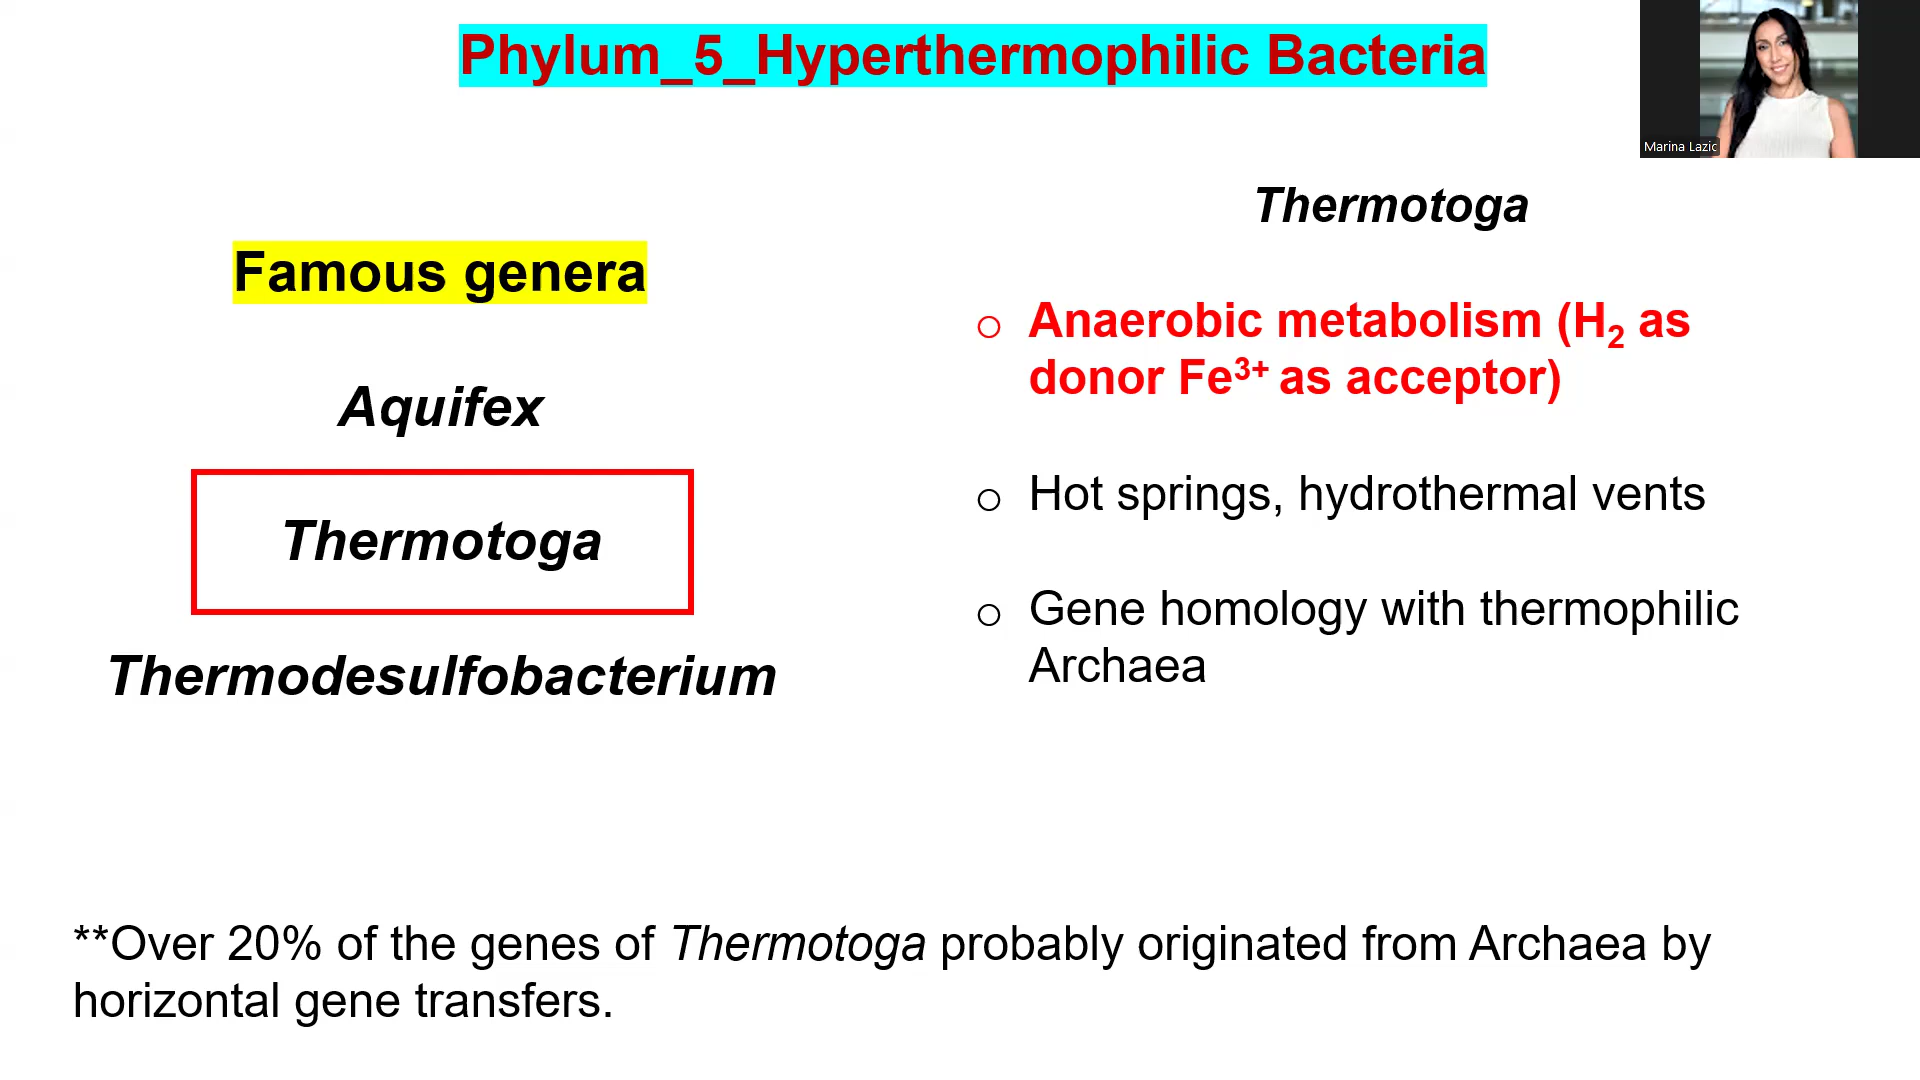 Phylum_5_Hyperthermophilic Bacteria
Marina Lazic
Famous genera
Aquifex
Thermotoga
Thermodesulfobacterium
Thermotoga
○ Anaerobic metabolism (H₂ as
donor Fe³⁺ as acceptor)
○ Hot springs, hydrothermal vents
○ Gene homology with thermophilic
Archaea
**Over 20% of the genes of Thermotoga probably originated from Archaea by
horizontal gene transfers.